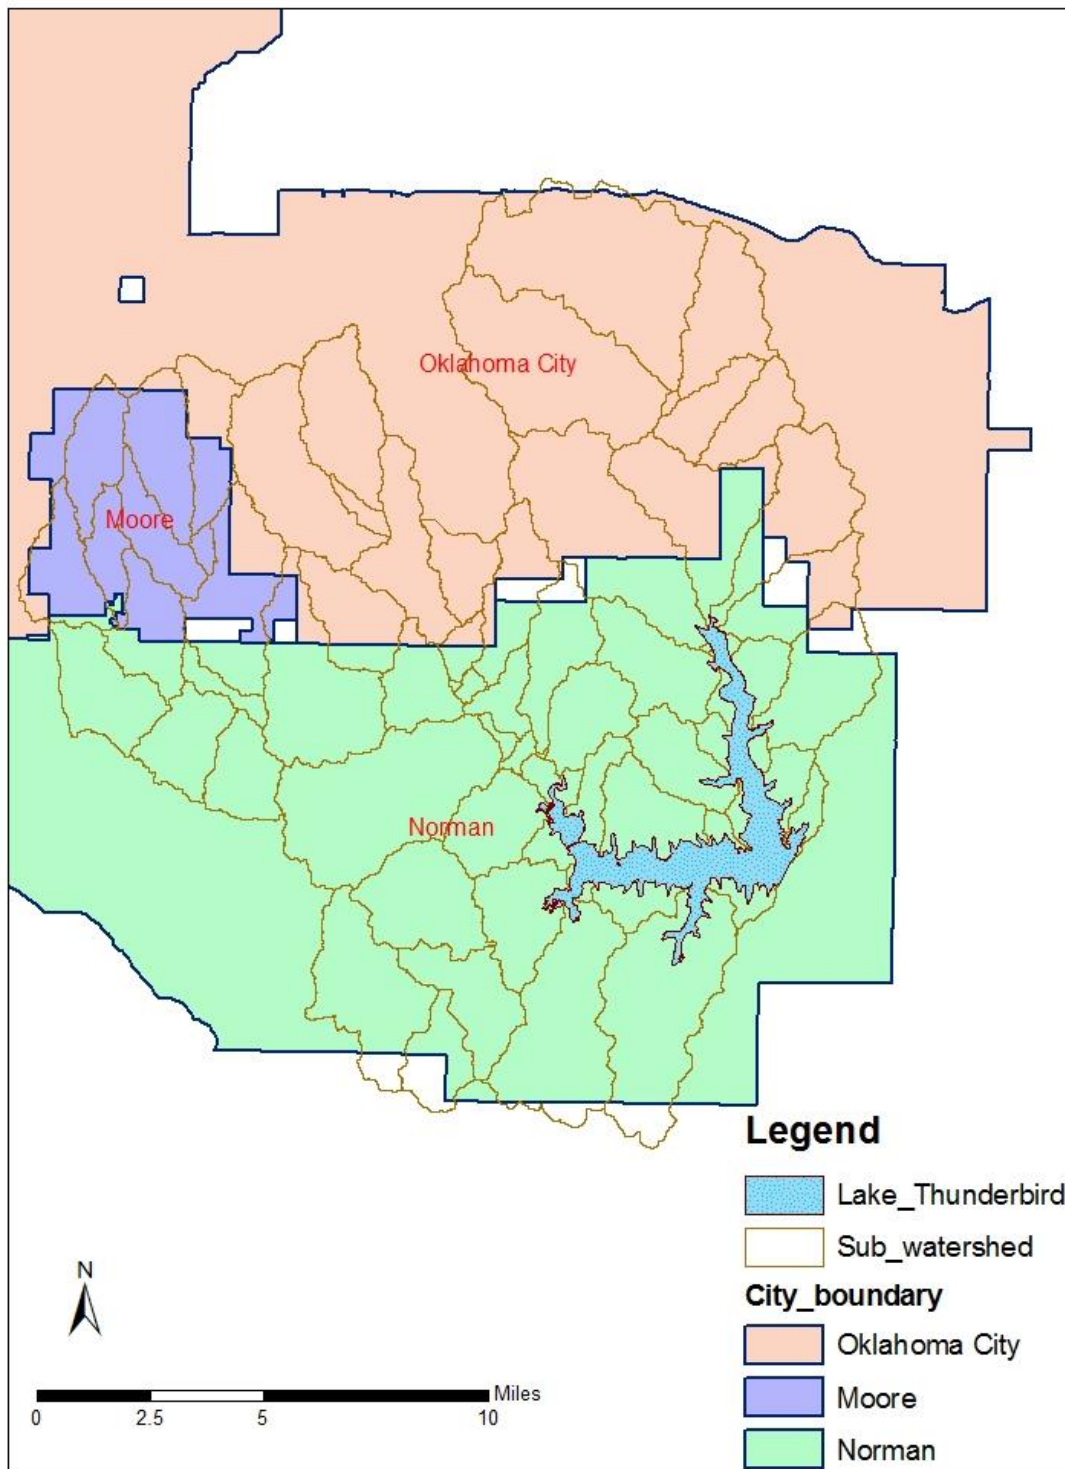 Oklahoma City
Moore
Norman
Legend
Lake_Thunderbird
Sub_watershed
City_boundary
Oklahoma City
Moore
Norman
N
Miles
0 2.5 5 10